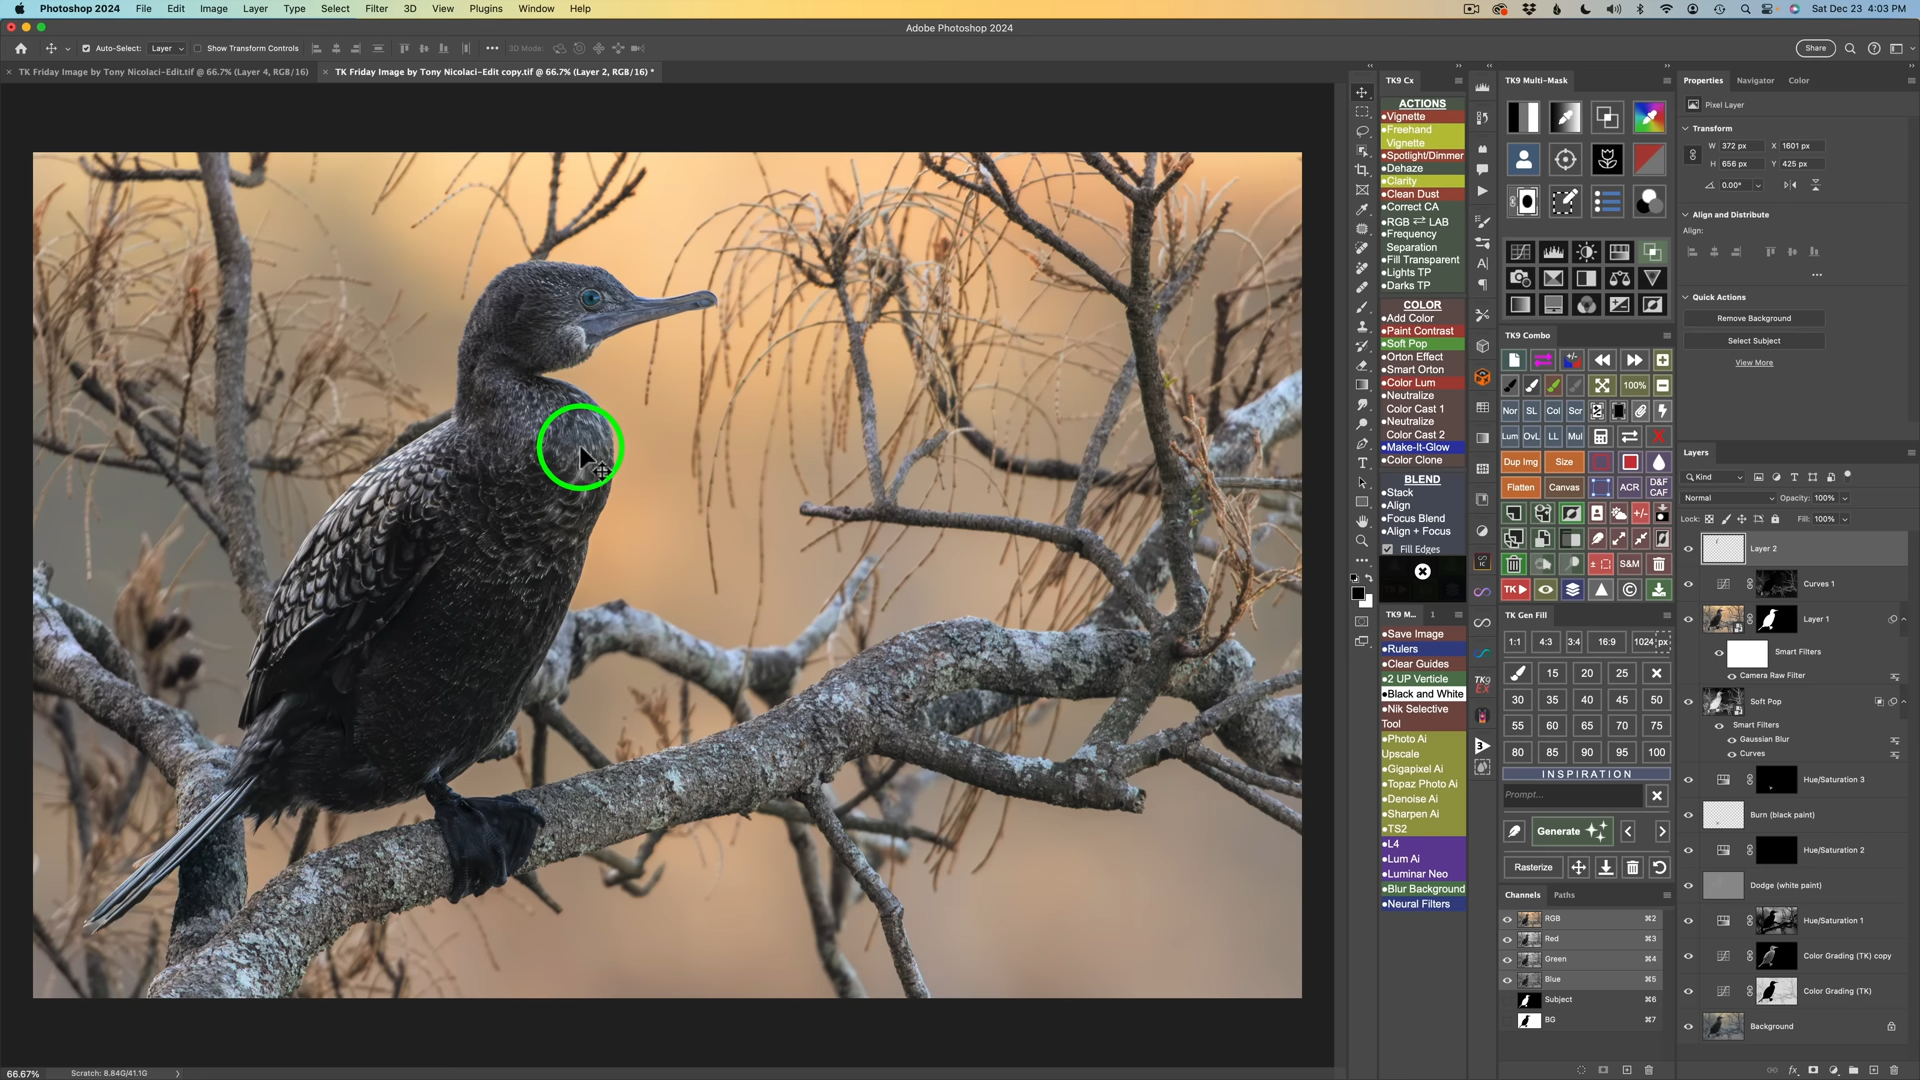 Photoshop 2024 File Edit Image Layer Type Select Filter 3D View Plugins Window Help
Sat Dec 23 4:03 PM
Adobe Photoshop 2024
Auto-Select: Layer Show Transform Controls 3D Mode: Share
TK Friday Image by Tony Nicolaci-Edit.tif @ 66.7% (Layer 4, RGB/16)
TK Friday Image by Tony Nicolaci-Edit copy.tif @ 66.7% (Layer 2, RGB/16) *
TK9 Cx
ACTIONS
Vignette
Freehand
Vignette
Spotlight/Dimmer
Dehaze
Clarity
Clean Dust
Correct CA
RGB ⇄ LAB
Frequency
Separation
Fill Transparent
Lights TP
Darks TP
COLOR
Add Color
Paint Contrast
Soft Pop
Orton Effect
Smart Orton
Color Lum
Neutralize
Color Cast 1
Neutralize
Color Cast 2
Make-It-Glow
Color Clone
BLEND
Stack
Align
Focus Blend
Align + Focus
Fill Edges
TK9 M... 1
Save Image
Rulers
Clear Guides
2 UP Verticle
Black and White
Nik Selective
Tool
Photo Ai
Upscale
Gigapixel Ai
Topaz Photo Ai
Denoise Ai
Sharpen Ai
TS2
L4
Lum Ai
Luminar Neo
Blur Background
Neural Filters
TK9 Multi-Mask
TK9 Combo
100%
Nor SL Col Scr
Lum OvL LL Mul
Dup Img Size
Flatten Canvas ACR D&F CAF
+/-
S&M
TK
TK Gen Fill
1:1 4:3 3:4 16:9 1024 px
15 20 25
30 35 40 45 50
55 60 65 70 75
80 85 90 95 100
INSPIRATION
Prompt...
Generate
Rasterize
Channels Paths
RGB ⌘2
Red ⌘3
Green ⌘4
Blue ⌘5
Subject ⌘6
BG ⌘7
Properties Navigator Color
Pixel Layer
Transform
W 372 px X 1601 px
H 656 px Y 425 px
0.00°
Align and Distribute
Align:
Quick Actions
Remove Background
Select Subject
View More
Layers
Kind
Normal Opacity: 100%
Lock: Fill: 100%
Layer 2
Curves 1
Layer 1
Smart Filters
Camera Raw Filter
Soft Pop
Smart Filters
Gaussian Blur
Curves
Hue/Saturation 3
Burn (black paint)
Hue/Saturation 2
Dodge (white paint)
Hue/Saturation 1
Color Grading (TK) copy
Color Grading (TK)
Background
66.67% Scratch: 8.84G/41.1G